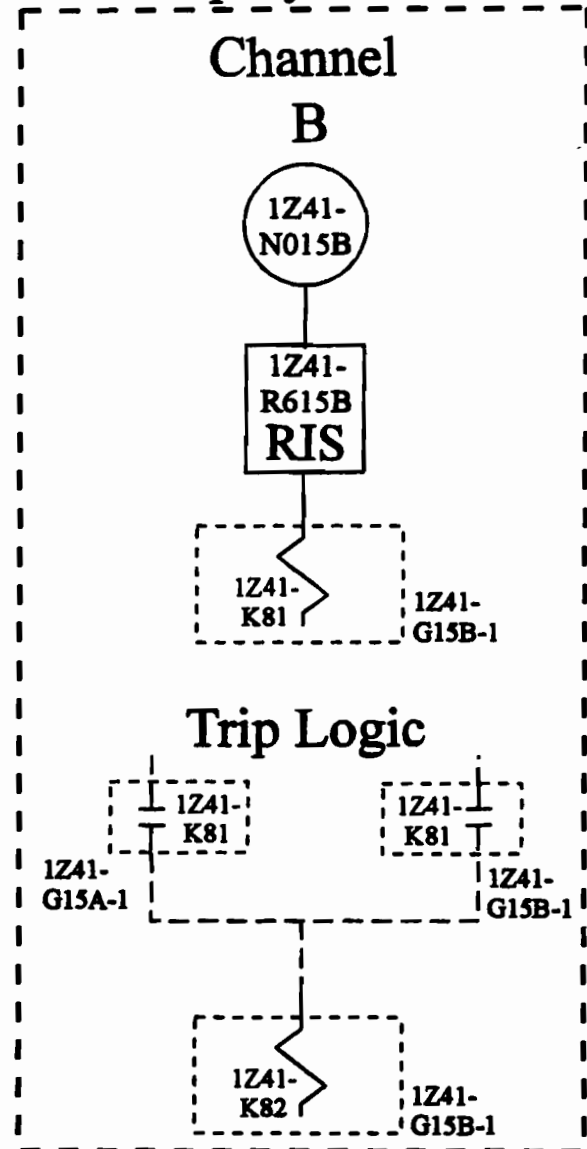 Channel
B
1Z41-
N015B
1Z41-
R615B
RIS
1Z41-
K81
1Z41-
G15B-1
Trip Logic
1Z41-
K81
1Z41-
G15A-1
1Z41-
K81
1Z41-
G15B-1
1Z41-
K82
1Z41-
G15B-1